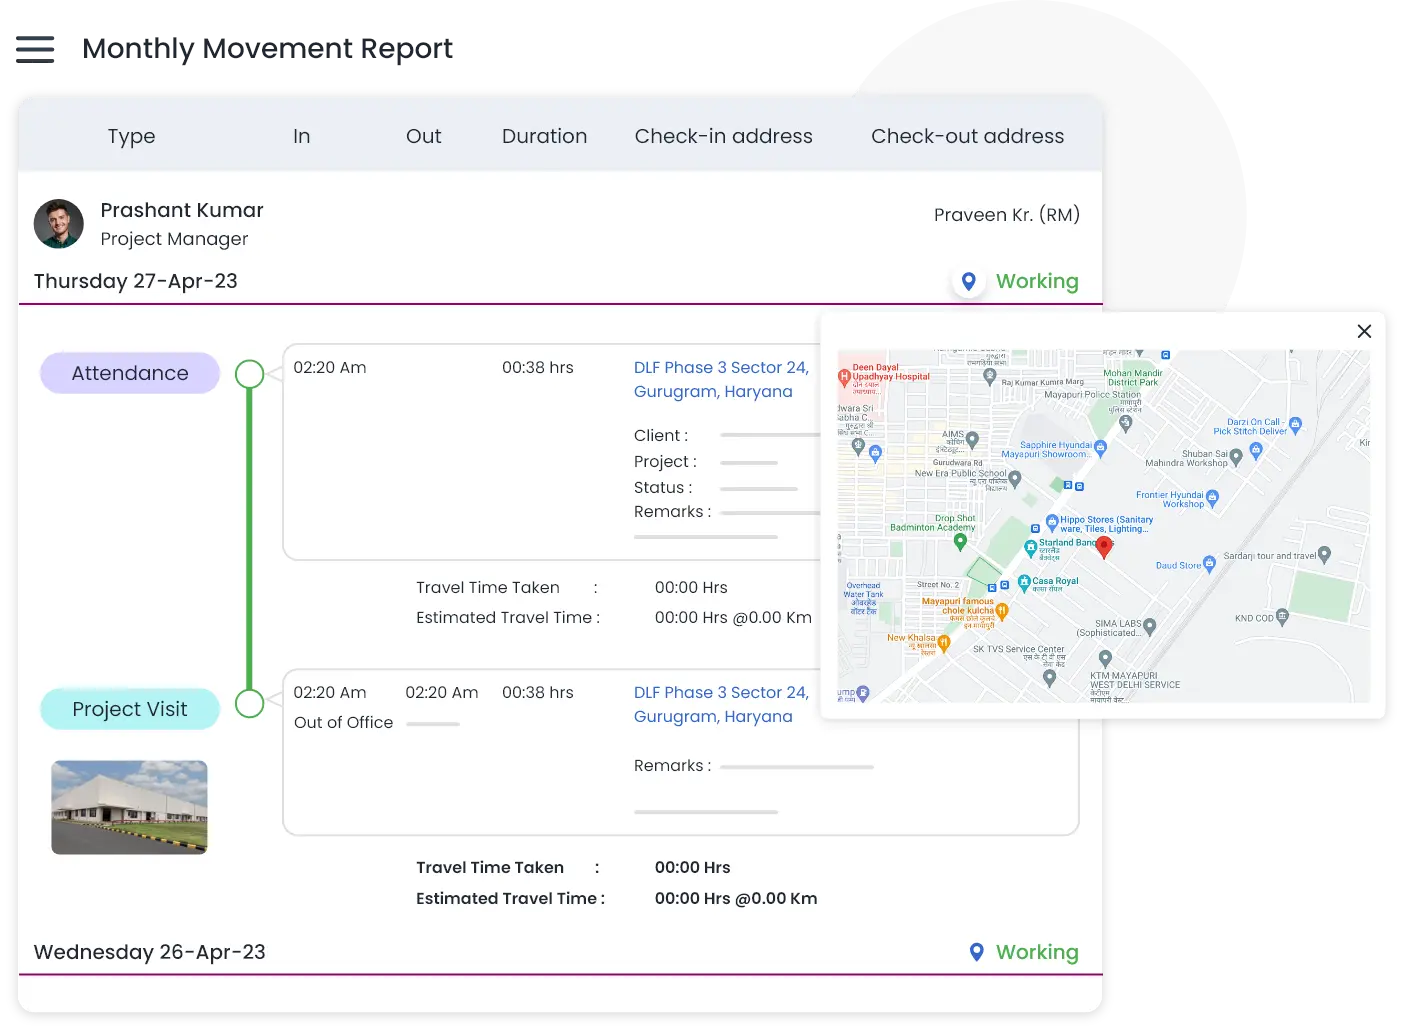 Monthly Movement Report
Type In Out Duration Check-in address Check-out address
Prashant Kumar
Project Manager
Praveen Kr. (RM)
Thursday 27-Apr-23
Working
Attendance
02:20 Am 00:38 hrs DLF Phase 3 Sector 24,
Gurugram, Haryana
Client :
Project :
Status :
Remarks :
Travel Time Taken : 00:00 Hrs
Estimated Travel Time : 00:00 Hrs @0.00 Km
Project Visit
02:20 Am 02:20 Am 00:38 hrs DLF Phase 3 Sector 24,
Gurugram, Haryana
Out of Office
Remarks :
Travel Time Taken : 00:00 Hrs
Estimated Travel Time : 00:00 Hrs @0.00 Km
Wednesday 26-Apr-23
Working
Deen Dayal
Upadhyay Hospital
Raj Kumar Kumra Marg
Mohan Mandir
District Park
Mayapuri Police Station
मायापुरी
पुलिस स्टेशन
Darzi On Call -
Pick Stitch Deliver
AIMS
Sapphire Hyundai
Mayapuri Showroom...
Gurudwara Rd
New Era Public School
Shuban Sai
Mahindra Workshop
Frontier Hyundai
Workshop
Drop Shot
Badminton Academy
Hippo Stores (Sanitary
ware, Tiles, Lighting...
Starland Banq
Sardarji tour and travel
Daud Store
Overhead
Water Tank
ओवरहेड
वॉटर टैंक
Street No. 2
Casa Royal
कासा रॉयल
Mayapuri famous
chole kulcha
New Khalsa
SIMA LABS
(Sophisticated...
KND COD
SK TVS Service Center
KTM MAYAPURI
WEST DELHI SERVICE